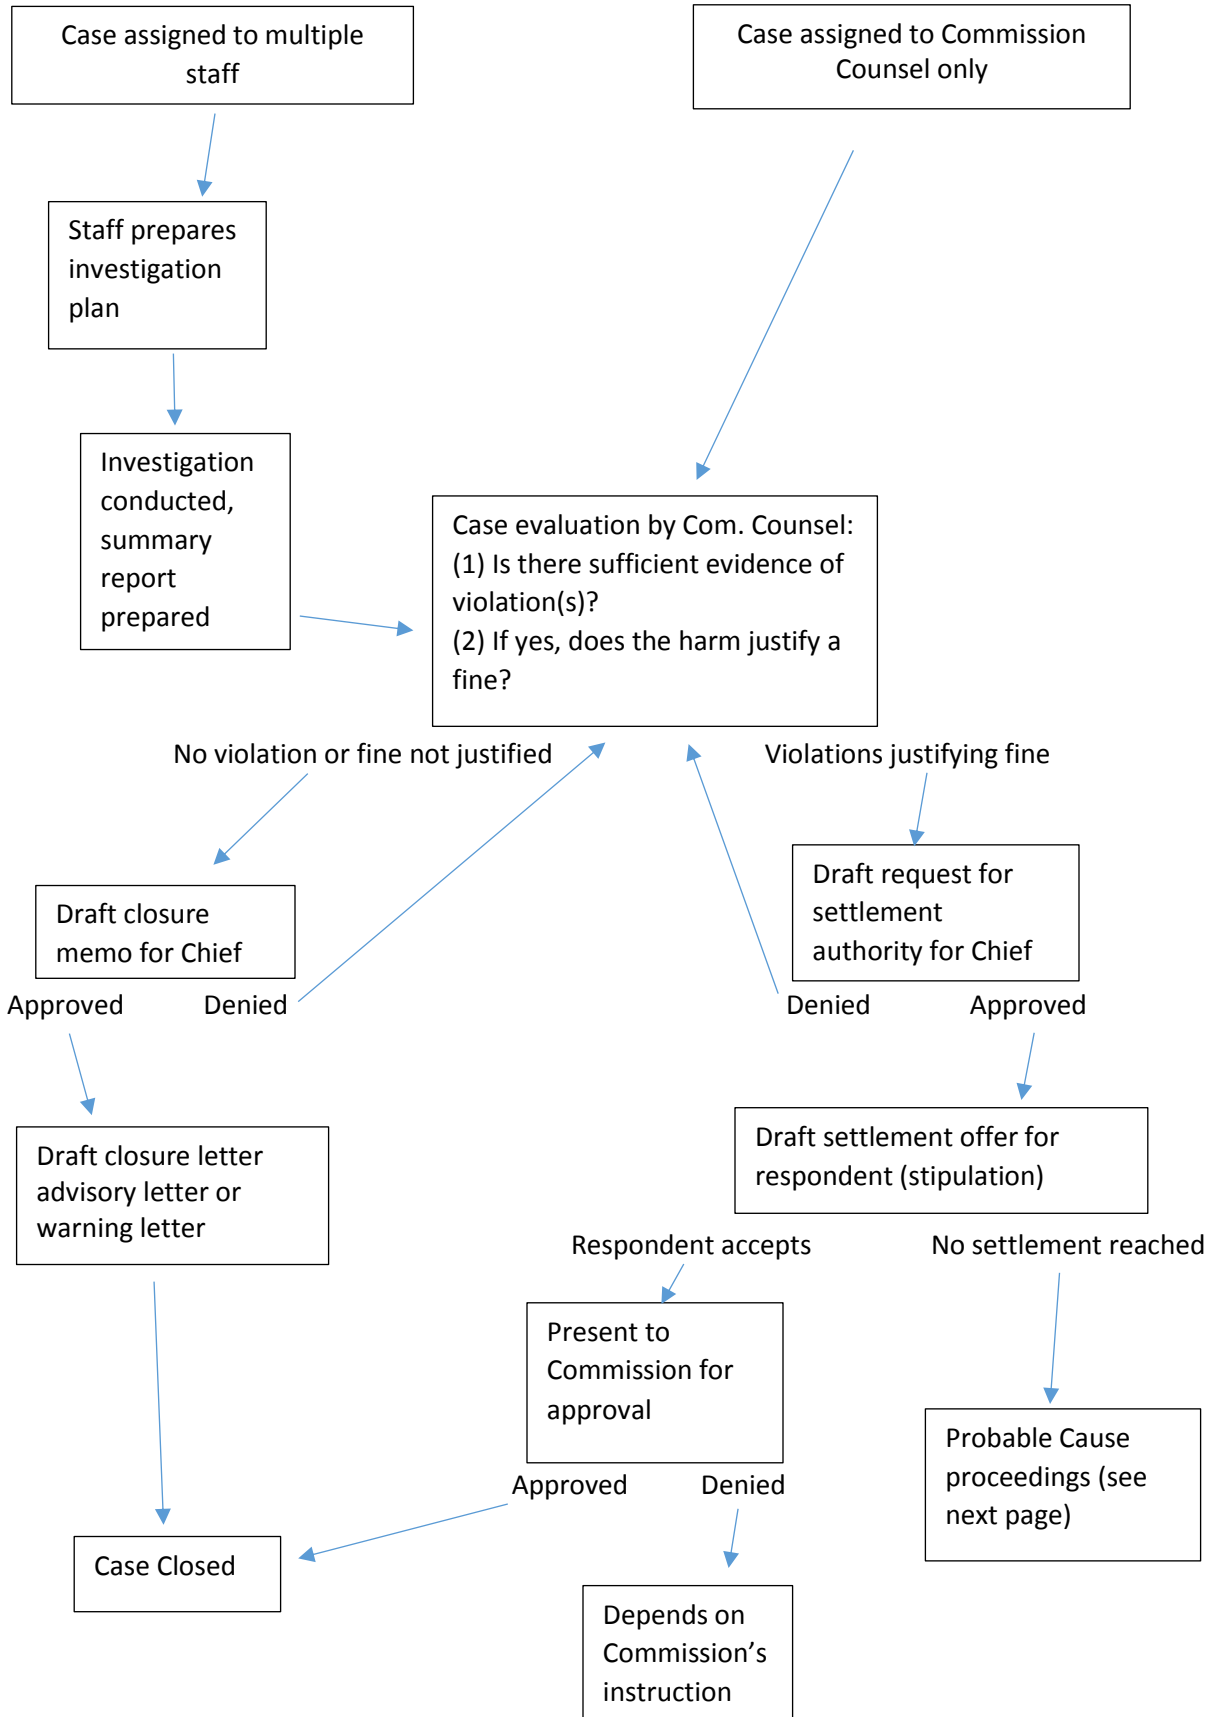 Case assigned to multiple
staff
Case assigned to Commission
Counsel only
Staff prepares
investigation
plan
Investigation
conducted,
summary
report
prepared
Case evaluation by Com. Counsel:
(1) Is there sufficient evidence of
violation(s)?
(2) If yes, does the harm justify a
fine?
No violation or fine not justified
Violations justifying fine
Draft closure
memo for Chief
Draft request for
settlement
authority for Chief
Approved
Denied
Denied
Approved
Draft closure letter
advisory letter or
warning letter
Draft settlement offer for
respondent (stipulation)
Respondent accepts
No settlement reached
Present to
Commission for
approval
Probable Cause
proceedings (see
next page)
Approved
Denied
Case Closed
Depends on
Commission’s
instruction